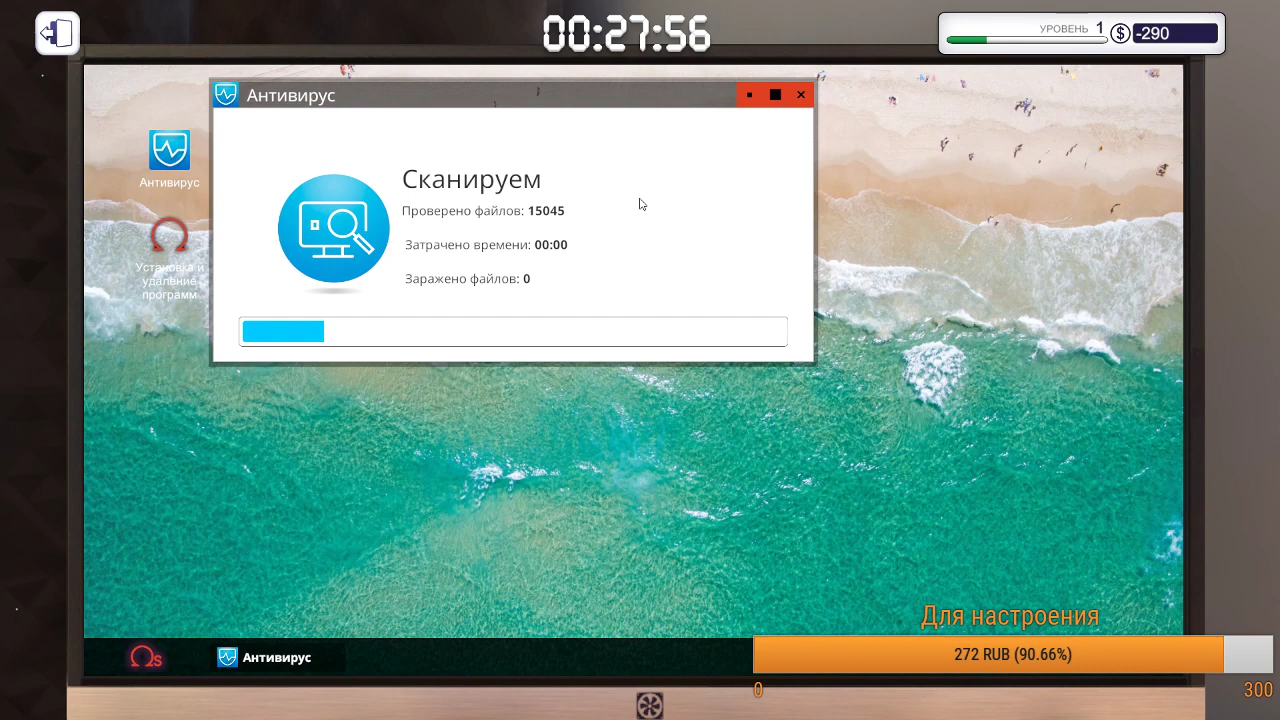 00:27:56
УРОВЕНЬ 1
$ -290
Антивирус
Антивирус
Сканируем
Проверено файлов: 15045
Затрачено времени: 00:00
Заражено файлов: 0
Установка и
удаление
программ
Для настроения
272 RUB (90.66%)
0 300
Ωs
Антивирус